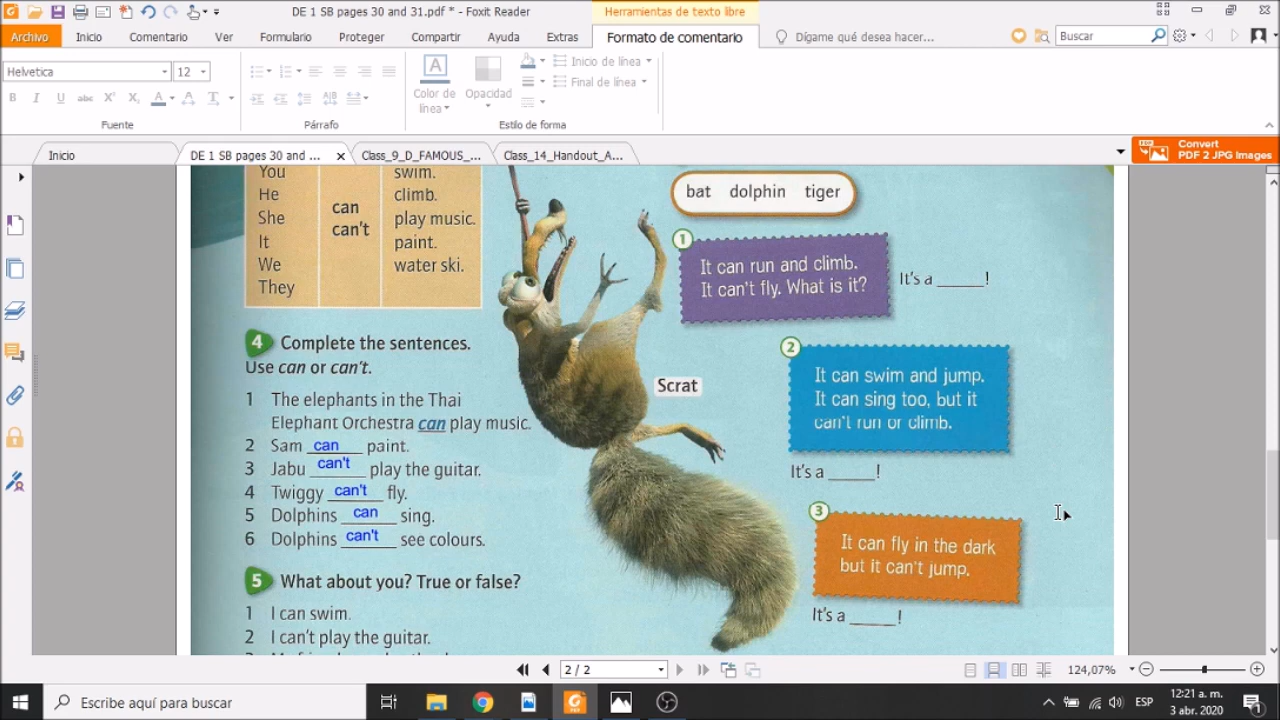 DE 1 SB pages 30 and 31.pdf * - Foxit Reader
Herramientas de texto libre
Archivo
Inicio
Comentario
Ver
Formulario
Proteger
Compartir
Ayuda
Extras
Formato de comentario
Dígame qué desea hacer...
Buscar
Helvetica
12
Color de línea
Opacidad
Inicio de línea
Final de línea
Fuente
Párrafo
Estilo de forma
Inicio
DE 1 SB pages 30 and ...
Class_9_D_FAMOUS_...
Class_14_Handout_A...
Convert
PDF 2 JPG Images
You
He
She
It
We
They
can
can't
swim.
climb.
play music.
paint.
water ski.
4 Complete the sentences.
Use can or can't.
1 The elephants in the Thai
Elephant Orchestra can play music.
2 Sam can paint.
3 Jabu can't play the guitar.
4 Twiggy can't fly.
5 Dolphins can sing.
6 Dolphins can't see colours.
5 What about you? True or false?
1 I can swim.
2 I can't play the guitar.
Scrat
bat dolphin tiger
1
It can run and climb.
It can't fly. What is it?
It's a _____!
2
It can swim and jump.
It can sing too, but it
can't run or climb.
It's a _____!
3
It can fly in the dark
but it can't jump.
It's a _____!
2 / 2
124,07%
Escribe aquí para buscar
ESP
12:21 a. m.
3 abr. 2020